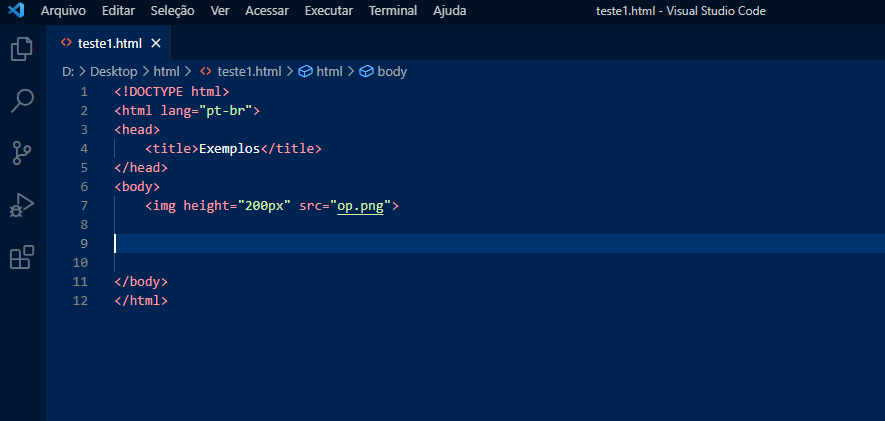 Arquivo Editar Seleção Ver Acessar Executar Terminal Ajuda teste1.html - Visual Studio Code
<> teste1.html ×
D: > Desktop > html > <> teste1.html > html > body
1 <!DOCTYPE html>
2 <html lang="pt-br">
3 <head>
4 <title>Exemplos</title>
5 </head>
6 <body>
7 <img height="200px" src="op.png">
8
9
10
11 </body>
12 </html>